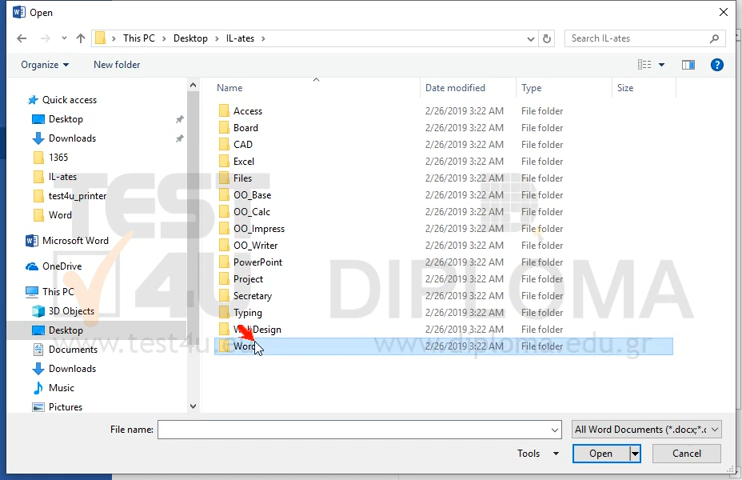 Open
This PC > Desktop > IL-ates >
Search IL-ates
Organize
New folder
Name
Date modified
Type
Size
Quick access
Desktop
Downloads
1365
IL-ates
test4u_printer
Word
Microsoft Word
OneDrive
This PC
3D Objects
Desktop
Documents
Downloads
Music
Pictures
Access 2/26/2019 3:22 AM File folder
Board 2/26/2019 3:22 AM File folder
CAD 2/26/2019 3:22 AM File folder
Excel 2/26/2019 3:22 AM File folder
Files 2/26/2019 3:22 AM File folder
OO_Base 2/26/2019 3:22 AM File folder
OO_Calc 2/26/2019 3:22 AM File folder
OO_Impress 2/26/2019 3:22 AM File folder
OO_Writer 2/26/2019 3:22 AM File folder
PowerPoint 2/26/2019 3:22 AM File folder
Project 2/26/2019 3:22 AM File folder
Secretary 2/26/2019 3:22 AM File folder
Typing 2/26/2019 3:22 AM File folder
WebDesign 2/26/2019 3:22 AM File folder
Word 2/26/2019 3:22 AM File folder
TEST
4U DIPLOMA
www.test4u.e www.diploma.edu.gr
File name:
All Word Documents (*.docx;*.c
Tools
Open
Cancel